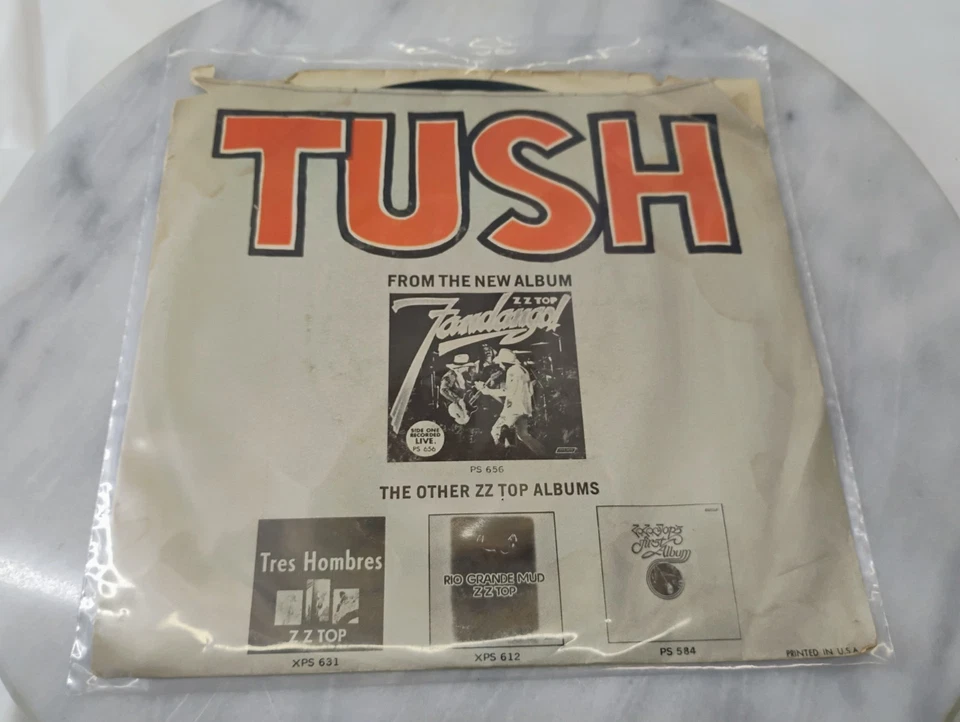 TUSH
FROM THE NEW ALBUM
ZZ TOP
Fandango!
SIDE ONE
RECORDED
LIVE.
PS 656
PS 656
THE OTHER ZZ TOP ALBUMS
Tres Hombres
ZZ TOP
XPS 631
RIO GRANDE MUD
ZZ TOP
XPS 612
ZZ Top's
First
Album
PS 584
PRINTED IN U.S.A.